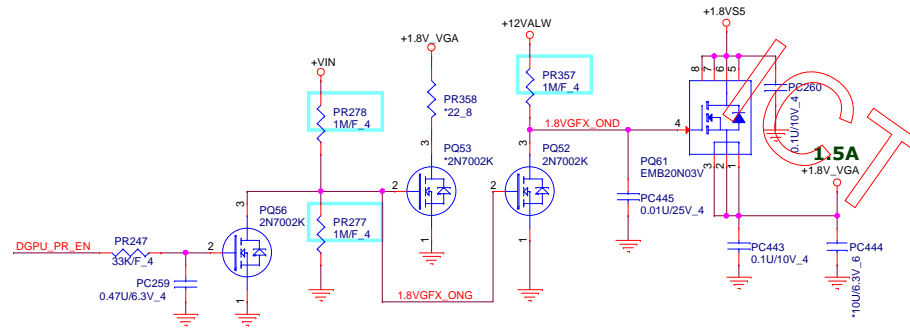 +1.8VS5
+12VALW
+1.8V_VGA
+VIN
8
7
6
5
PR357
1M/F_4
PC260
0.1U/10V_4
PR358
*22_8
PR278
1M/F_4
1.8VGFX_OND
4
3
PQ53
*2N7002K
3
PQ52
2N7002K
PQ61
EMB20N03V
3
2
1
1.5A
+1.8V_VGA
2
2
PC445
0.01U/25V_4
3
PQ56
2N7002K
PR277
1M/F_4
1
1
DGPU_PR_EN
PR247
33K/F_4
2
PC443
0.1U/10V_4
PC444
*10U/6.3V_6
PC259
0.47U/6.3V_4
1
1.8VGFX_ONG
CT